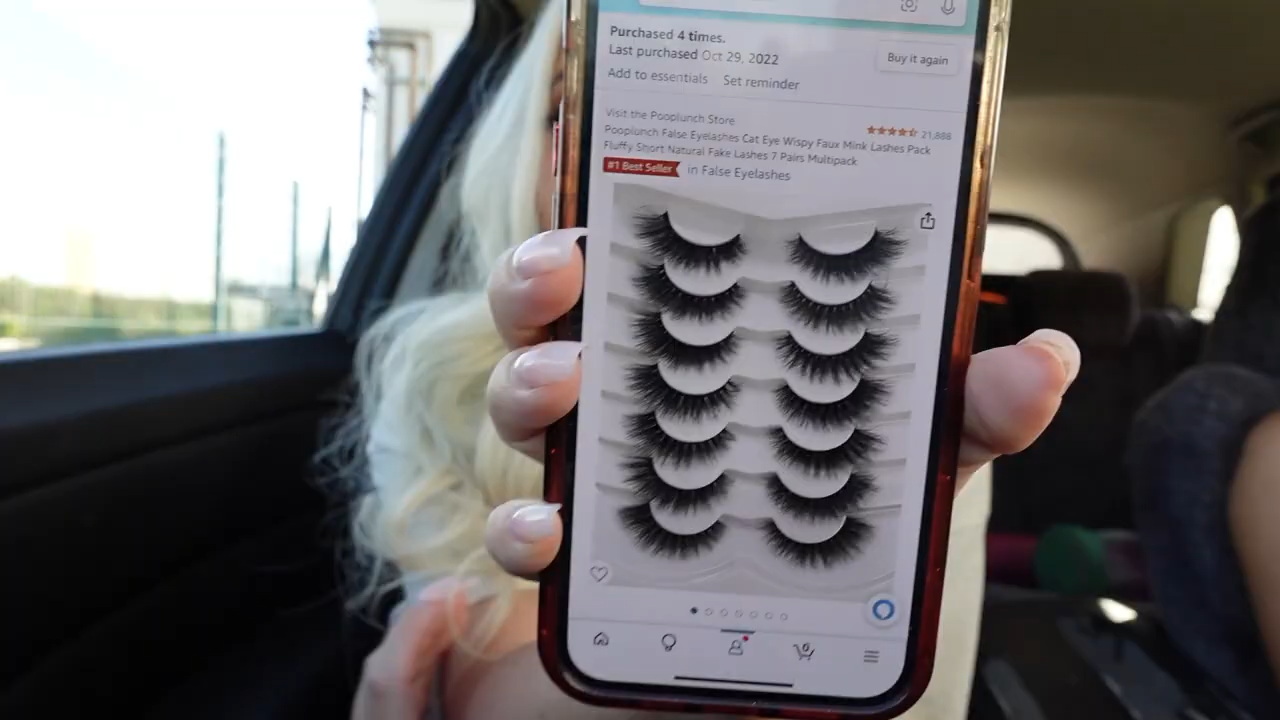 Purchased 4 times.
Last purchased Oct 29, 2022
Buy it again
Add to essentials Set reminder
Visit the Pooplunch Store
21,888
Pooplunch False Eyelashes Cat Eye Wispy Faux Mink Lashes Pack
Fluffy Short Natural Fake Lashes 7 Pairs Multipack
#1 Best Seller in False Eyelashes
0